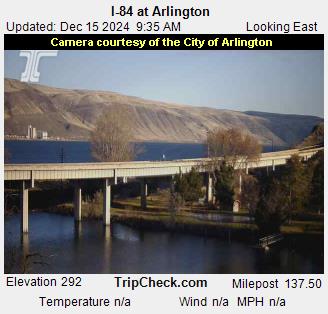 I-84 at Arlington
Updated: Dec 15 2024 9:35 AM Looking East
Camera courtesy of the City of Arlington
Elevation 292 TripCheck.com Milepost 137.50
Temperature n/a Wind n/a MPH n/a